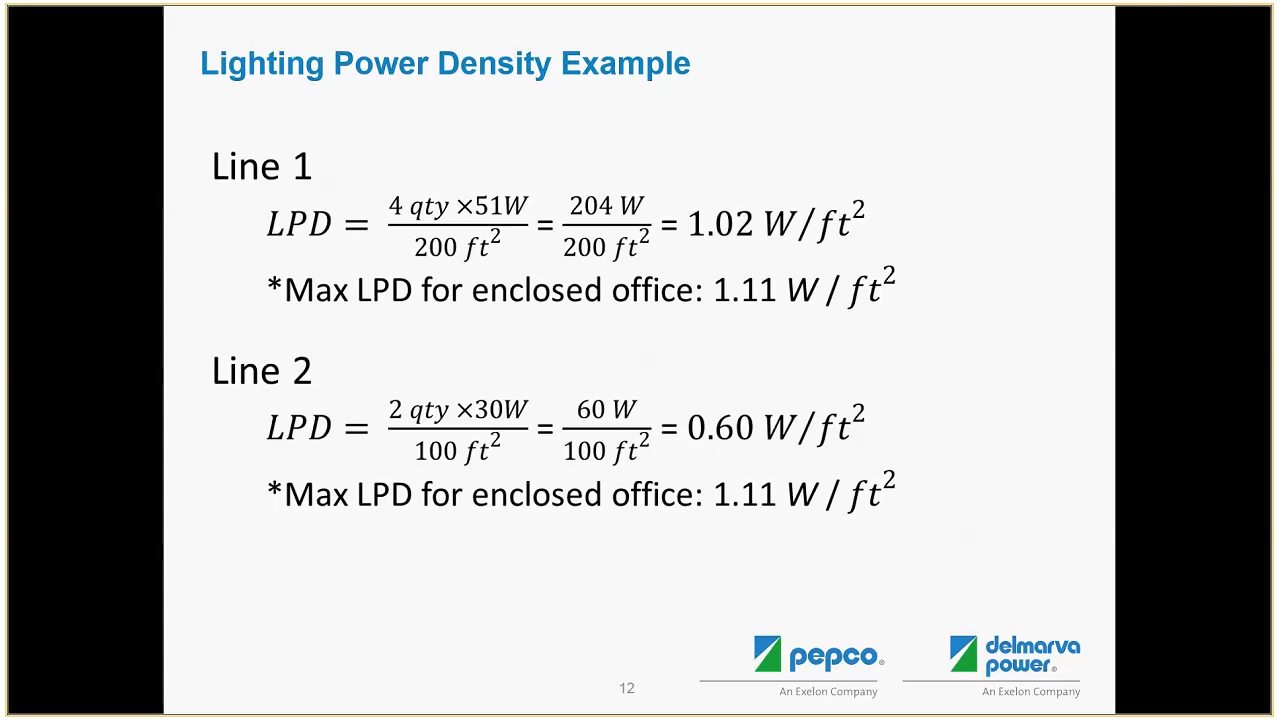 Lighting Power Density Example
Line 1
LPD = 4 qty ×51W / 200 ft² = 204 W / 200 ft² = 1.02 W/ft²
*Max LPD for enclosed office: 1.11 W / ft²
Line 2
LPD = 2 qty ×30W / 100 ft² = 60 W / 100 ft² = 0.60 W/ft²
*Max LPD for enclosed office: 1.11 W / ft²
pepco®
An Exelon Company
delmarva
power®
An Exelon Company
12